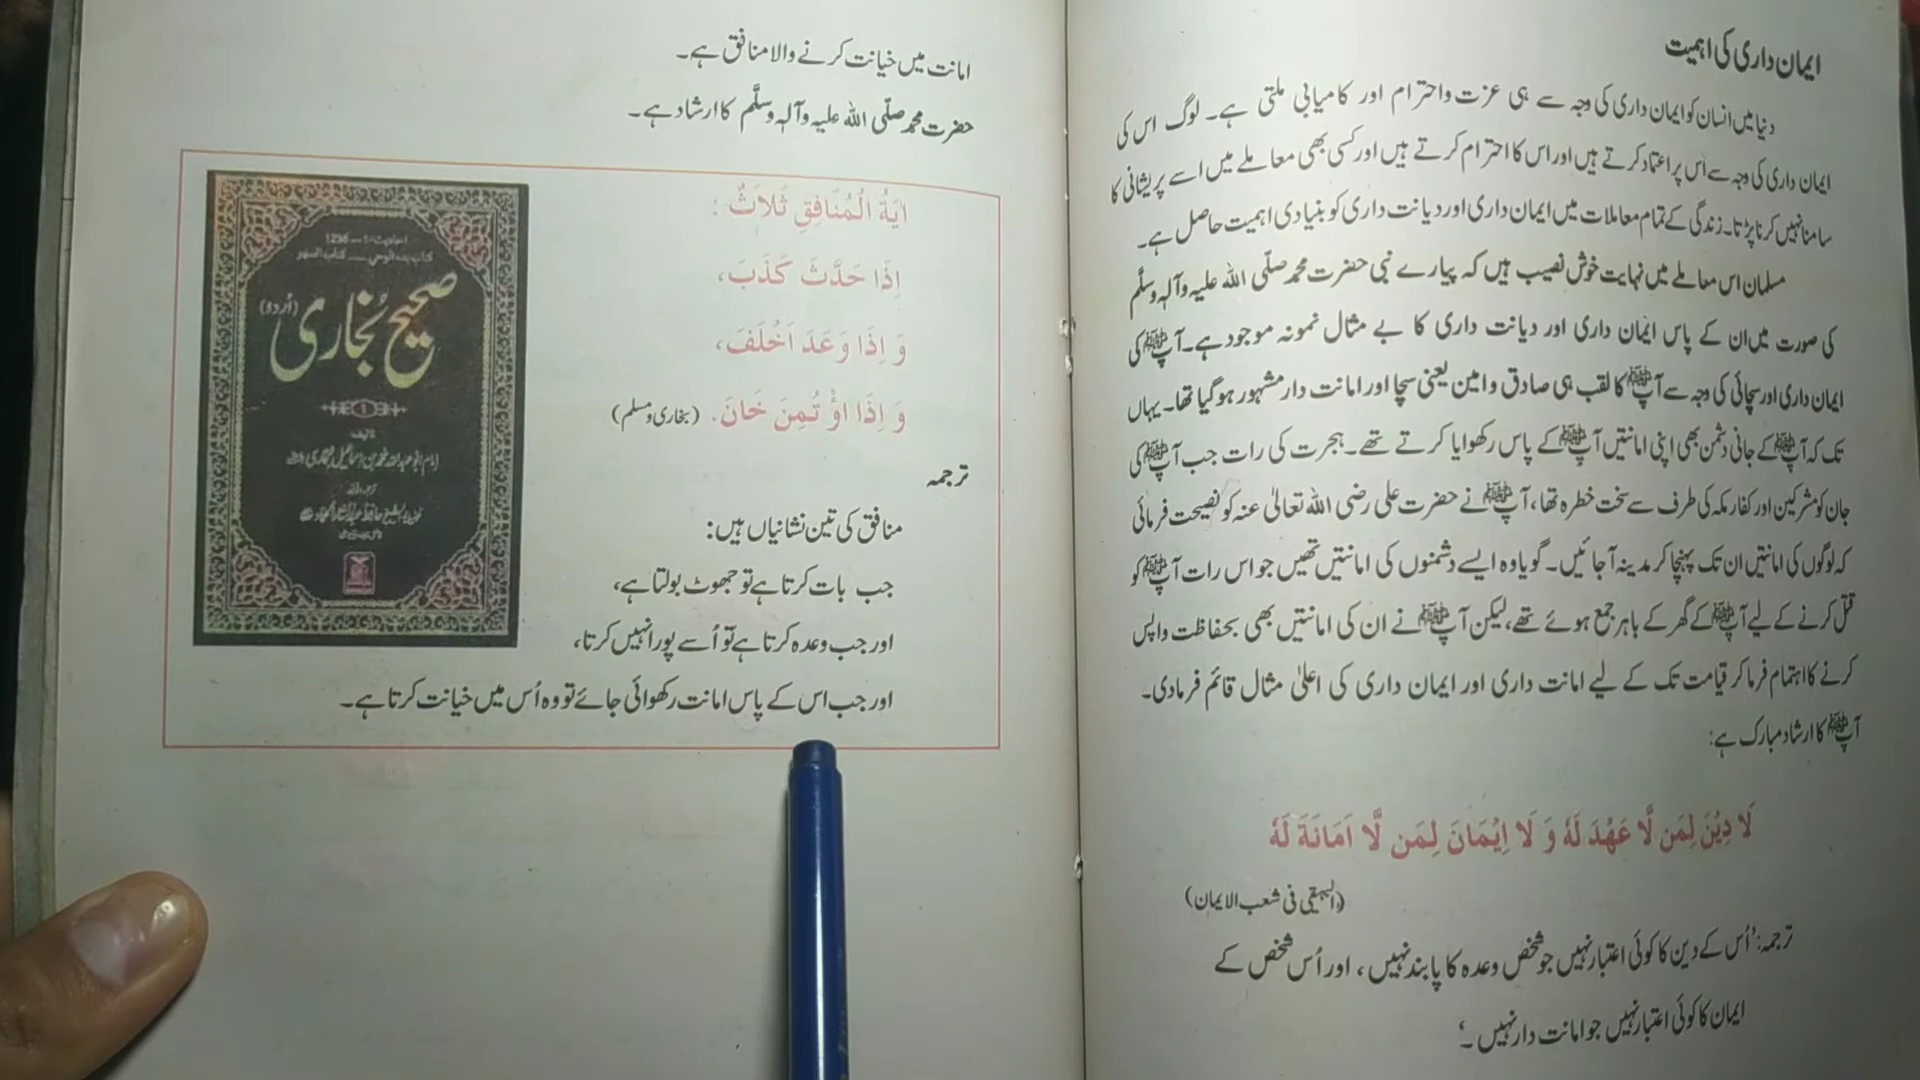 ایمان داری کی اہمیت
دنیا میں انسان کو ایمان داری کی وجہ سے ہی عزت واحترام اور کامیابی ملتی ہے۔ لوگ اس کی
ایمان داری کی وجہ سے اس پر اعتماد کرتے ہیں اور اس کا احترام کرتے ہیں اور کسی بھی معاملے میں اسے پریشانی کا
سامنا نہیں کرنا پڑتا۔ زندگی کے تمام معاملات میں ایمان داری اور دیانت داری کو بنیادی اہمیت حاصل ہے۔
مسلمان اس معاملے میں نہایت خوش نصیب ہیں کہ پیارے نبی حضرت محمد صلّی اللہ علیہ وآلہٖ وسلَّم
کی صورت میں ان کے پاس ایمان داری اور دیانت داری کا بے مثال نمونہ موجود ہے۔ آپ ﷺ کی
ایمان داری اور سچائی کی وجہ سے آپ ﷺ کا لقب ہی صادق وامین یعنی سچا اور امانت دار مشہور ہوگیا تھا۔ یہاں
تک کہ آپ ﷺ کے جانی دشمن بھی اپنی امانتیں آپ ﷺ کے پاس رکھوایا کرتے تھے۔ ہجرت کی رات جب آپ ﷺ کی
جان کو مشرکین اور کفار مکہ کی طرف سے سخت خطرہ تھا، آپ ﷺ نے حضرت علی رضی اللہ تعالیٰ عنہ کو نصیحت فرمائی
کہ لوگوں کی امانتیں ان تک پہنچا کر مدینہ آجائیں۔ گویا وہ ایسے دشمنوں کی امانتیں تھیں جو اس رات آپ ﷺ کو
قتل کرنے کے لیے آپ ﷺ کے گھر کے باہر جمع ہوئے تھے، لیکن آپ ﷺ نے ان کی امانتیں بھی بحفاظت واپس
کرنے کا اہتمام فرما کر قیامت تک کے لیے امانت داری اور ایمان داری کی اعلیٰ مثال قائم فرمادی۔
آپ ﷺ کا ارشاد مبارک ہے:
لَا دِیْنَ لِمَن لَّا عَھْدَ لَہٗ وَ لَا اِیْمَانَ لِمَن لَّا اَمَانَۃَ لَہٗ
(البہقی فی شعب الایمان)
ترجمہ: ’اُس کے دین کا کوئی اعتبار نہیں جو شخص وعدہ کا پابند نہیں، اور اُس شخص کے
ایمان کا کوئی اعتبار نہیں جو امانت دار نہیں۔‘
امانت میں خیانت کرنے والا منافق ہے۔
حضرت محمد صلّی اللہ علیہ وآلہٖ وسلَّم کا ارشاد ہے۔
اٰیَۃُ الْمُنَافِقِ ثَلَاثٌ :
اِذَا حَدَّثَ کَذَبَ،
وَ اِذَا وَعَدَ اَخْلَفَ،
وَ اِذَا اؤْتُمِنَ خَانَ. (بخاری ومسلم)
ترجمہ
منافق کی تین نشانیاں ہیں:
جب بات کرتا ہے تو جھوٹ بولتا ہے،
اور جب وعدہ کرتا ہے تو اُسے پورا نہیں کرتا،
اور جب اس کے پاس امانت رکھوائی جائے تو وہ اُس میں خیانت کرتا ہے۔
احادیث: 1 — 1236
صحیح بخاری (اُردو)
۱